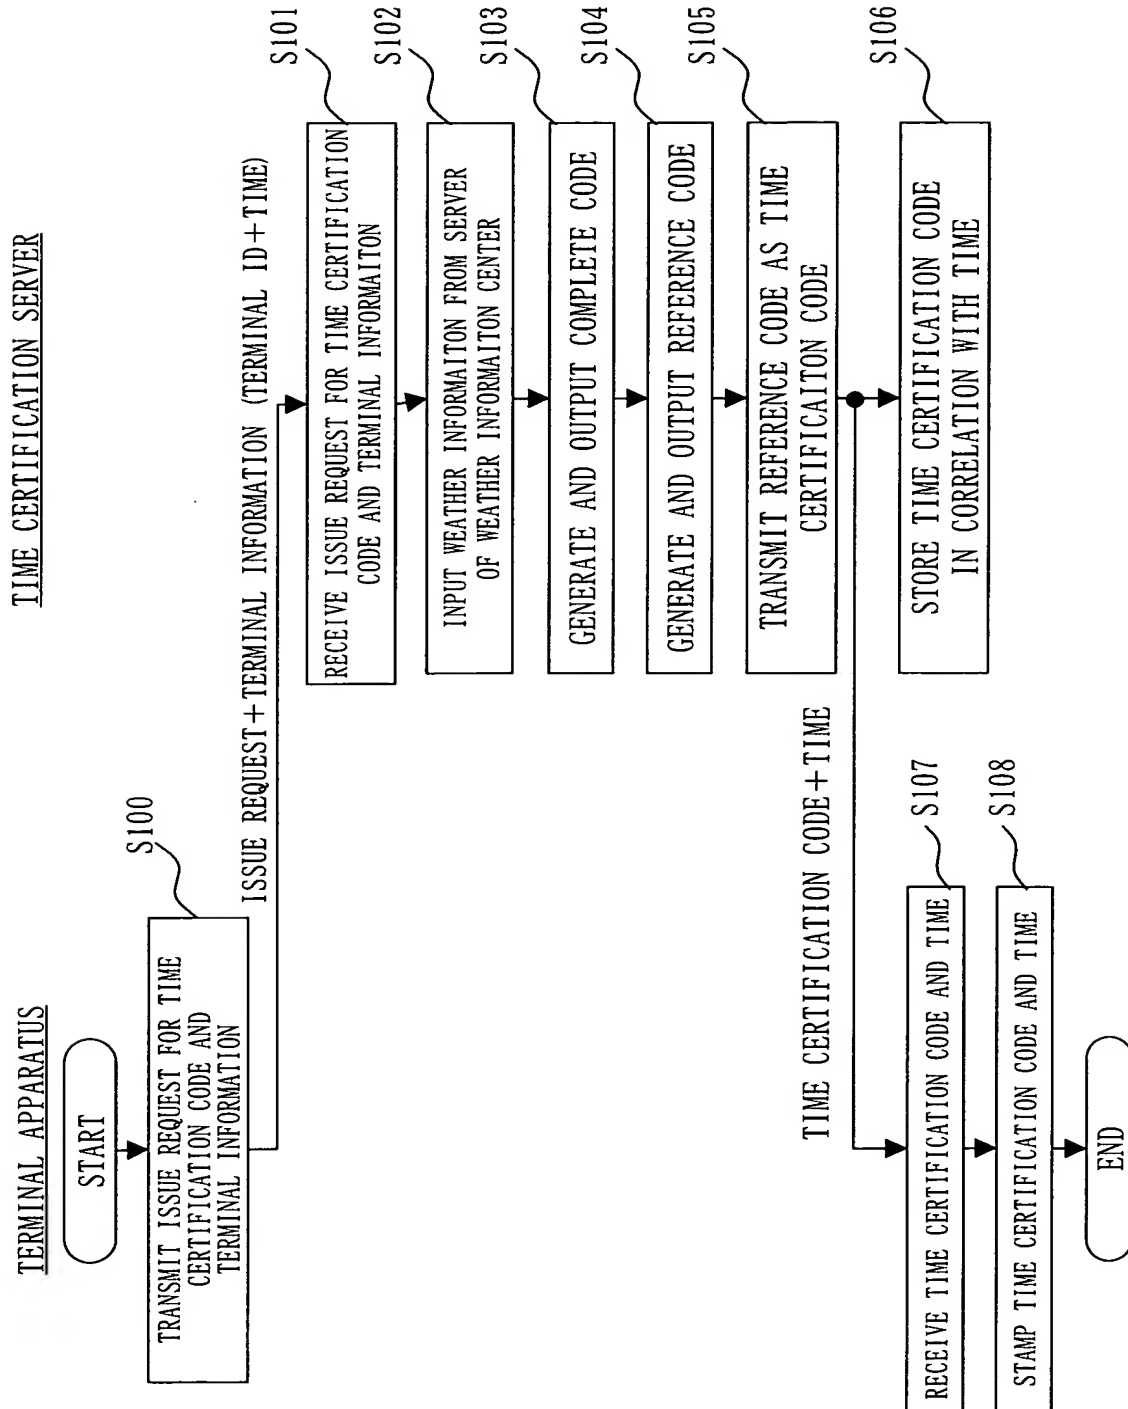 TERMINAL APPARATUS
TIME CERTIFICATION SERVER
START
S100
TRANSMIT ISSUE REQUEST FOR TIME
CERTIFICATION CODE AND
TERMINAL INFORMATION
ISSUE REQUEST+TERMINAL INFORMATION (TERMINAL ID+TIME)
S101
RECEIVE ISSUE REQUEST FOR TIME CERTIFICATION
CODE AND TERMINAL INFORMAITON
S102
INPUT WEATHER INFORMAITON FROM SERVER
OF WEATHER INFORMAITON CENTER
S103
GENERATE AND OUTPUT COMPLETE CODE
S104
GENERATE AND OUTPUT REFERENCE CODE
S105
TRANSMIT REFERENCE CODE AS TIME
CERTIFICAITON CODE
S106
STORE TIME CERTIFICATION CODE
IN CORRELATION WITH TIME
TIME CERTIFICATION CODE+TIME
S107
RECEIVE TIME CERTIFICATION CODE AND TIME
S108
STAMP TIME CERTIFICATION CODE AND TIME
END